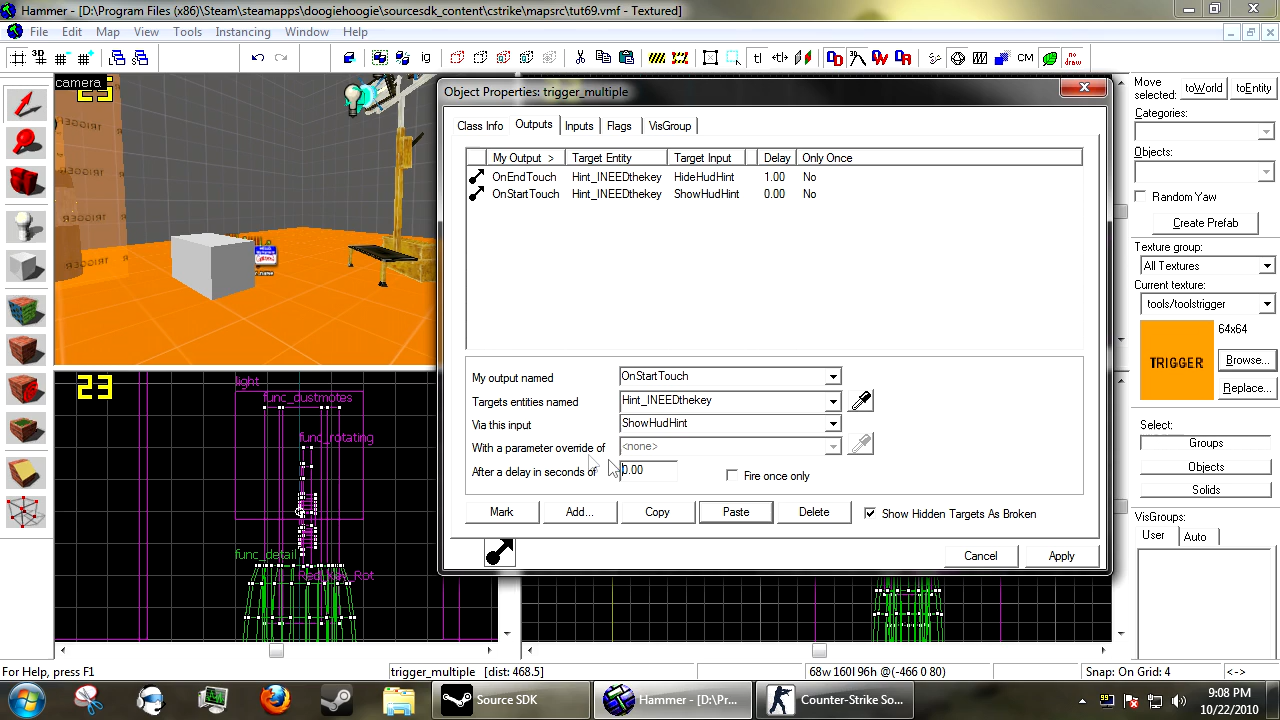 Hammer - [D:\Program Files (x86)\Steam\steamapps\doogiehoogie\sourcesdk_content\cstrike\mapsrc\tut69.vmf - Textured]
File Edit Map View Tools Instancing Window Help
3D ig tl +tl CM no draw
camera
23
TRIGGER
Object Properties: trigger_multiple
Class Info Outputs Inputs Flags VisGroup
My Output > Target Entity Target Input Delay Only Once
OnEndTouch Hint_INEEDthekey HideHudHint 1.00 No
OnStartTouch Hint_INEEDthekey ShowHudHint 0.00 No
My output named OnStartTouch
Targets entities named Hint_INEEDthekey
Via this input ShowHudHint
With a parameter override of <none>
After a delay in seconds of 0.00 Fire once only
Mark Add... Copy Paste Delete Show Hidden Targets As Broken
Cancel Apply
Move selected: toWorld toEntity
Categories:
Objects:
Random Yaw
Create Prefab
Texture group:
All Textures
Current texture:
tools/toolstrigger
64x64
TRIGGER
Browse...
Replace...
Select:
Groups
Objects
Solids
VisGroups:
User Auto
23
light
func_dustmotes
func_rotating
func_detail
Red_Key_Rot
For Help, press F1 trigger_multiple [dist: 468.5] 68w 160l 96h @(-466 0 80) Snap: On Grid: 4 <->
Source SDK Hammer - [D:\Pr... Counter-Strike So...
9:08 PM
10/22/2010